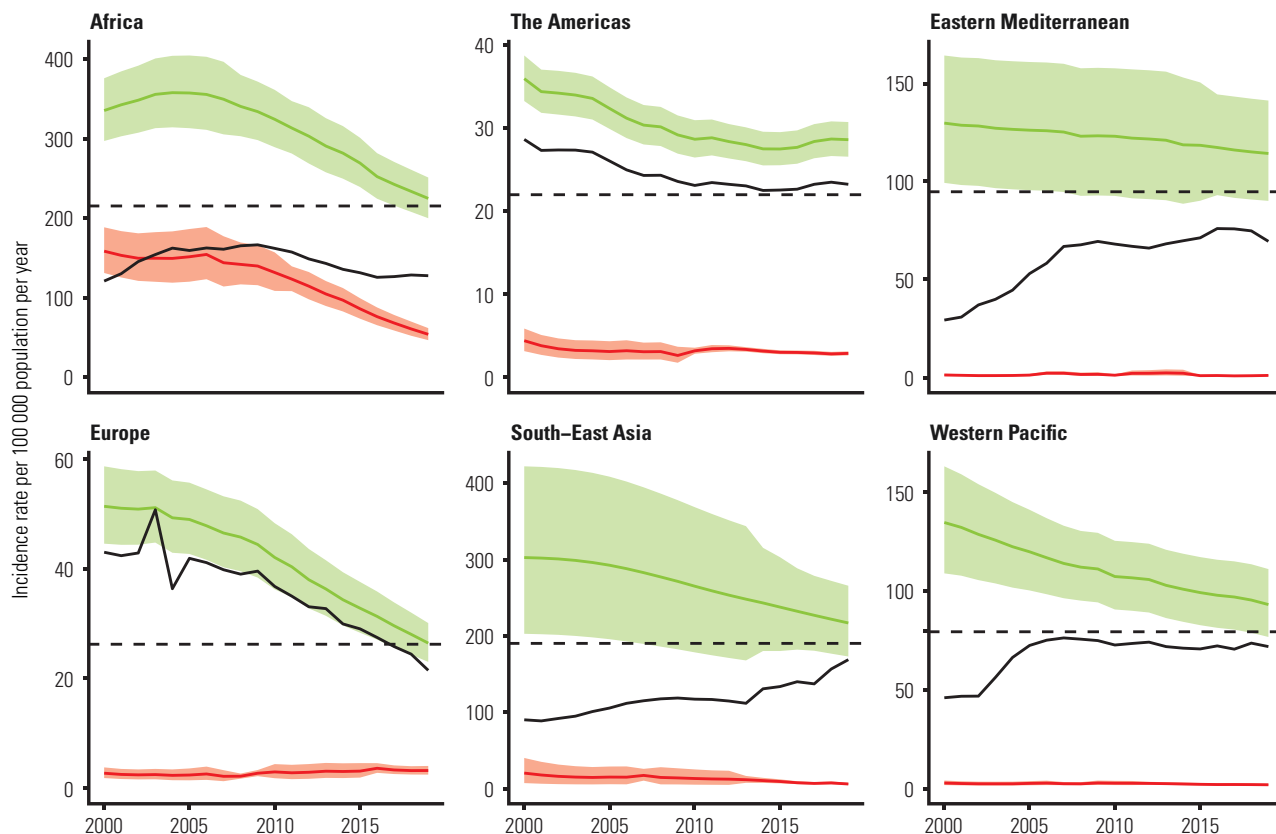 Incidence rate per 100 000 population per year
Africa
400
300
200
100
0
The Americas
40
30
20
10
0
Eastern Mediterranean
150
100
50
0
Europe
60
40
20
0
2000 2005 2010 2015
South–East Asia
400
300
200
100
0
2000 2005 2010 2015
Western Pacific
150
100
50
0
2000 2005 2010 2015